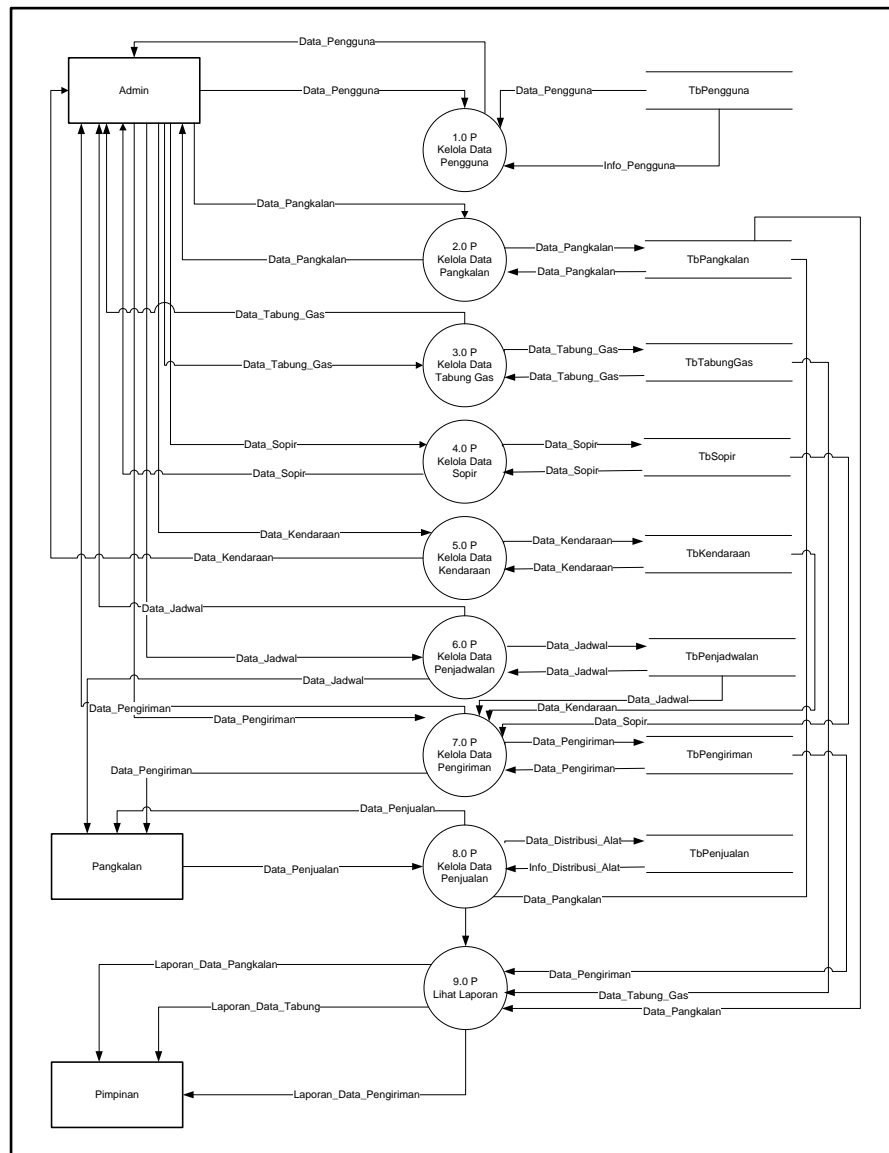 Data_Pengguna
Admin
Data_Pengguna
Data_Pengguna
TbPengguna
1.0 P
Kelola Data
Pengguna
Info_Pengguna
Data_Pangkalan
2.0 P
Kelola Data
Pangkalan
Data_Pangkalan
Data_Pangkalan
Data_Pangkalan
TbPangkalan
Data_Tabung_Gas
3.0 P
Kelola Data
Tabung Gas
Data_Tabung_Gas
Data_Tabung_Gas
Data_Tabung_Gas
TbTabungGas
Data_Sopir
4.0 P
Kelola Data
Sopir
Data_Sopir
Data_Sopir
Data_Sopir
TbSopir
Data_Kendaraan
5.0 P
Kelola Data
Kendaraan
Data_Kendaraan
Data_Kendaraan
Data_Kendaraan
TbKendaraan
Data_Jadwal
6.0 P
Kelola Data
Penjadwalan
Data_Jadwal
Data_Jadwal
Data_Jadwal
Data_Jadwal
TbPenjadwalan
Data_Jadwal
Data_Kendaraan
Data_Sopir
Data_Pengiriman
Data_Pengiriman
7.0 P
Kelola Data
Pengiriman
Data_Pengiriman
Data_Pengiriman
TbPengiriman
Data_Pengiriman
Data_Penjualan
Pangkalan
Data_Penjualan
8.0 P
Kelola Data
Penjualan
Data_Distribusi_Alat
Info_Distribusi_Alat
TbPenjualan
Data_Pangkalan
Laporan_Data_Pangkalan
9.0 P
Lihat Laporan
Data_Pengiriman
Data_Tabung_Gas
Data_Pangkalan
Laporan_Data_Tabung
Pimpinan
Laporan_Data_Pengiriman